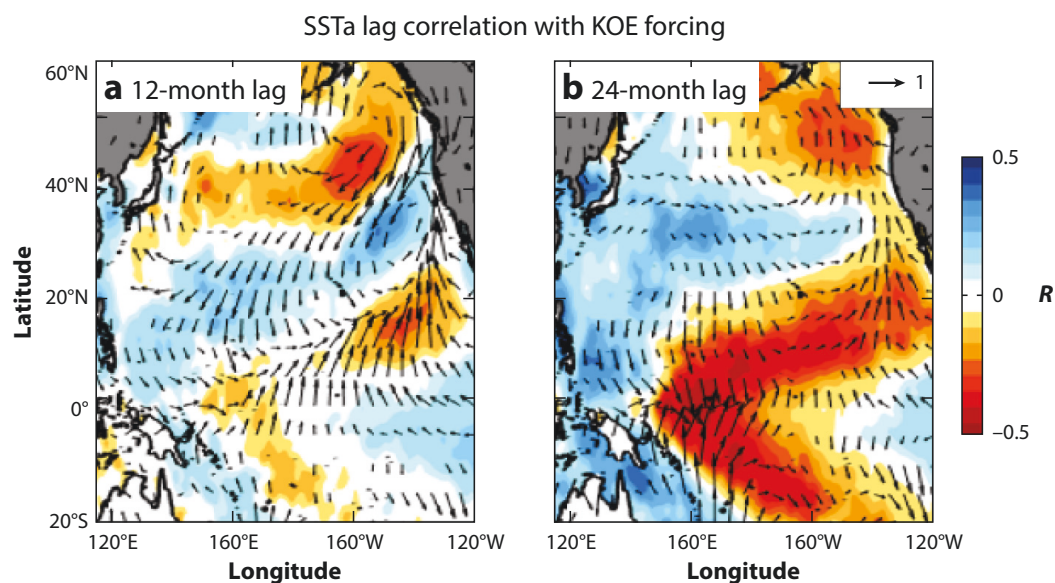 SSTa lag correlation with KOE forcing
a 12-month lag
b 24-month lag
1
60°N
40°N
20°N
0°
20°S
Latitude
120°E
160°E
160°W
120°W
Longitude
120°E
160°E
160°W
120°W
Longitude
0.5
0
R
–0.5